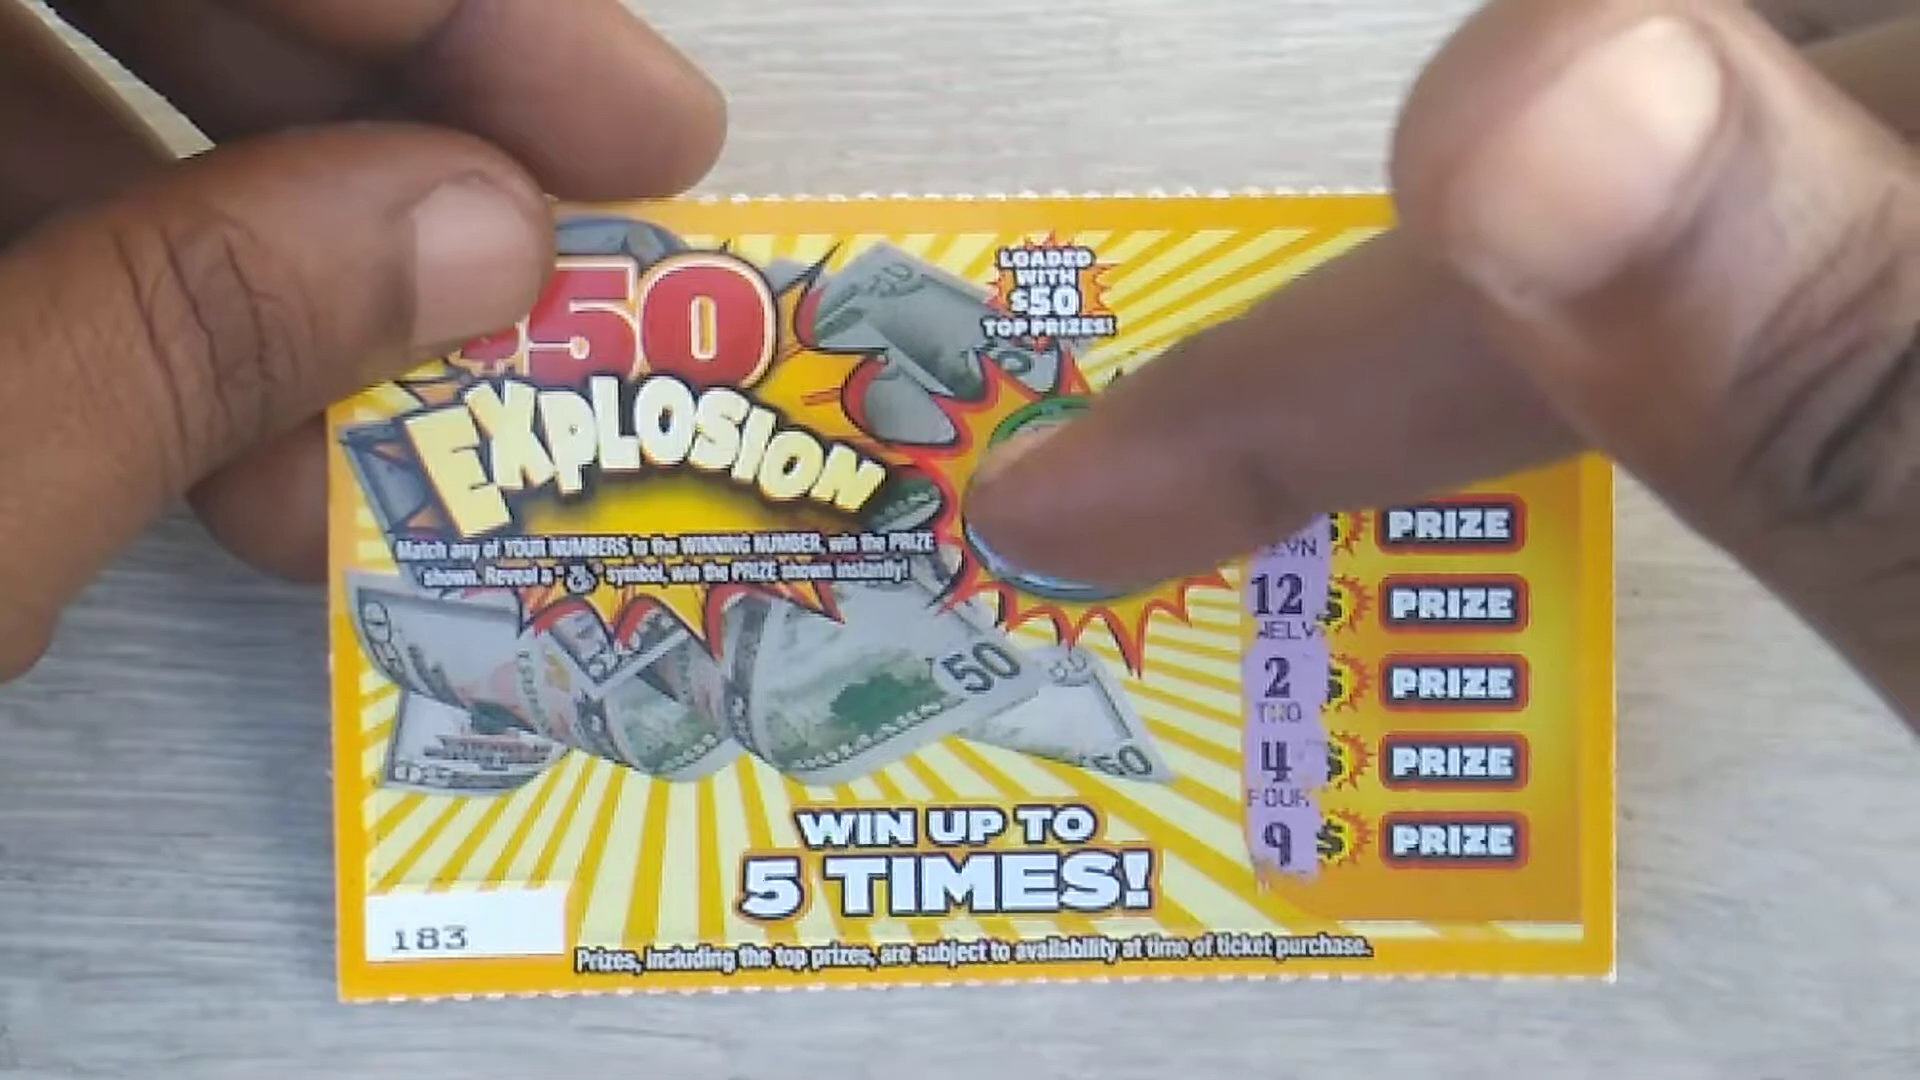 LOADED
WITH
$50
TOP PRIZES!
50
EXPLOSION
Match any of YOUR NUMBERS to the WINNING NUMBER, win the PRIZE
shown. Reveal a " " symbol, win the PRIZE shown instantly!
$ PRIZE
12 $ PRIZE
2 $ PRIZE
TWO
4 $ PRIZE
FOUR
9 $ PRIZE
50
50
WIN UP TO
5 TIMES!
183
Prizes, including the top prizes, are subject to availability at time of ticket purchase.